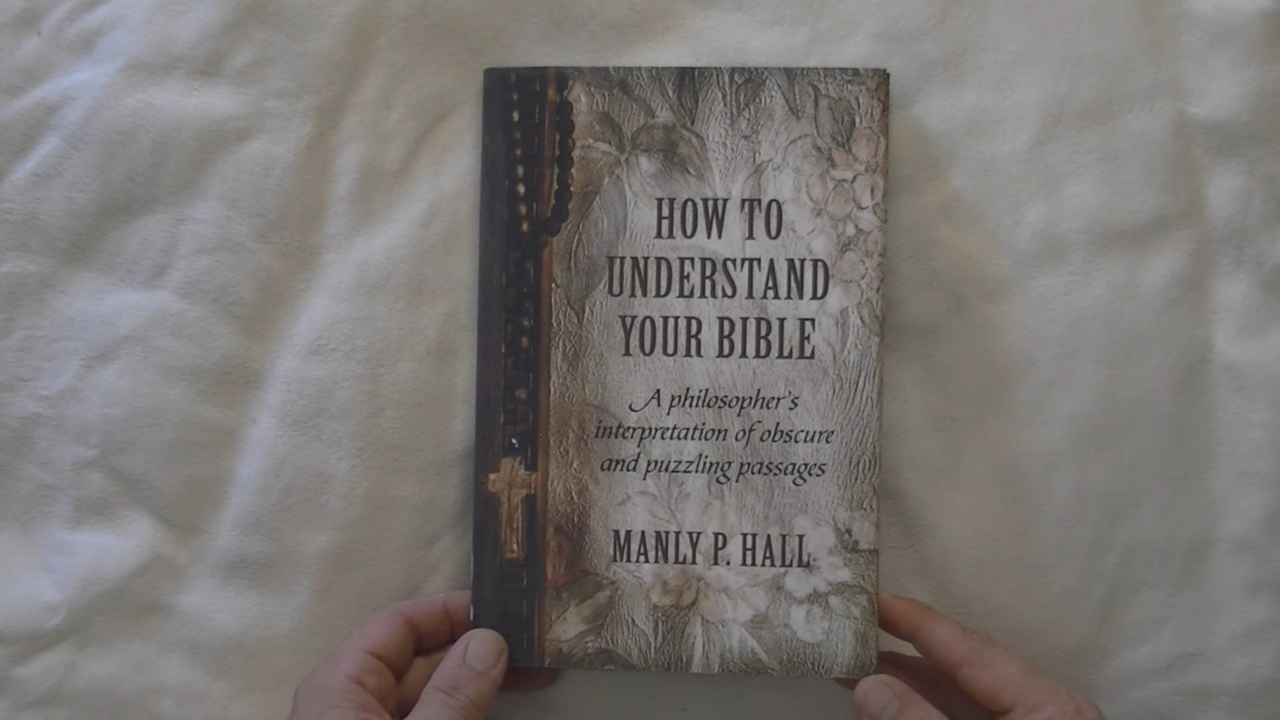 HOW TO
UNDERSTAND
YOUR BIBLE
A philosopher's
interpretation of obscure
and puzzling passages
MANLY P. HALL